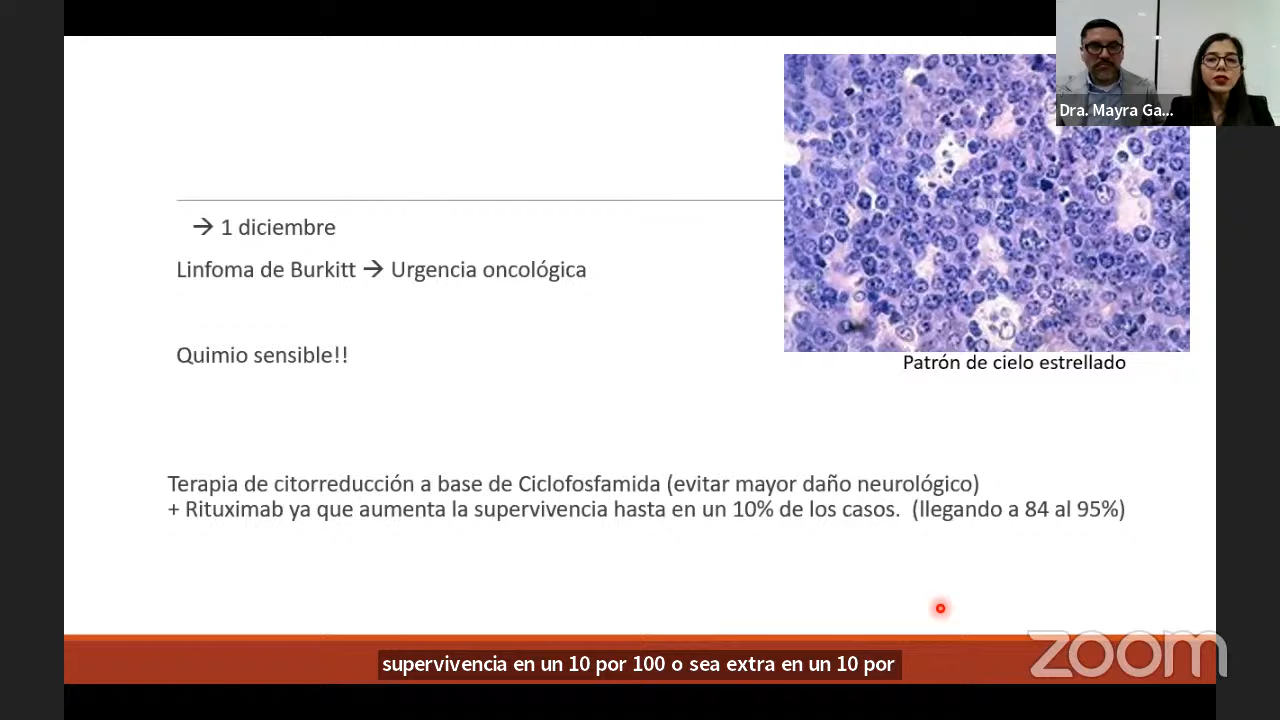 Dra. Mayra Ga...
→ 1 diciembre
Linfoma de Burkitt → Urgencia oncológica
Quimio sensible!!
Patrón de cielo estrellado
Terapia de citorreducción a base de Ciclofosfamida (evitar mayor daño neurológico)
+ Rituximab ya que aumenta la supervivencia hasta en un 10% de los casos. (llegando a 84 al 95%)
zoom
supervivencia en un 10 por 100 o sea extra en un 10 por